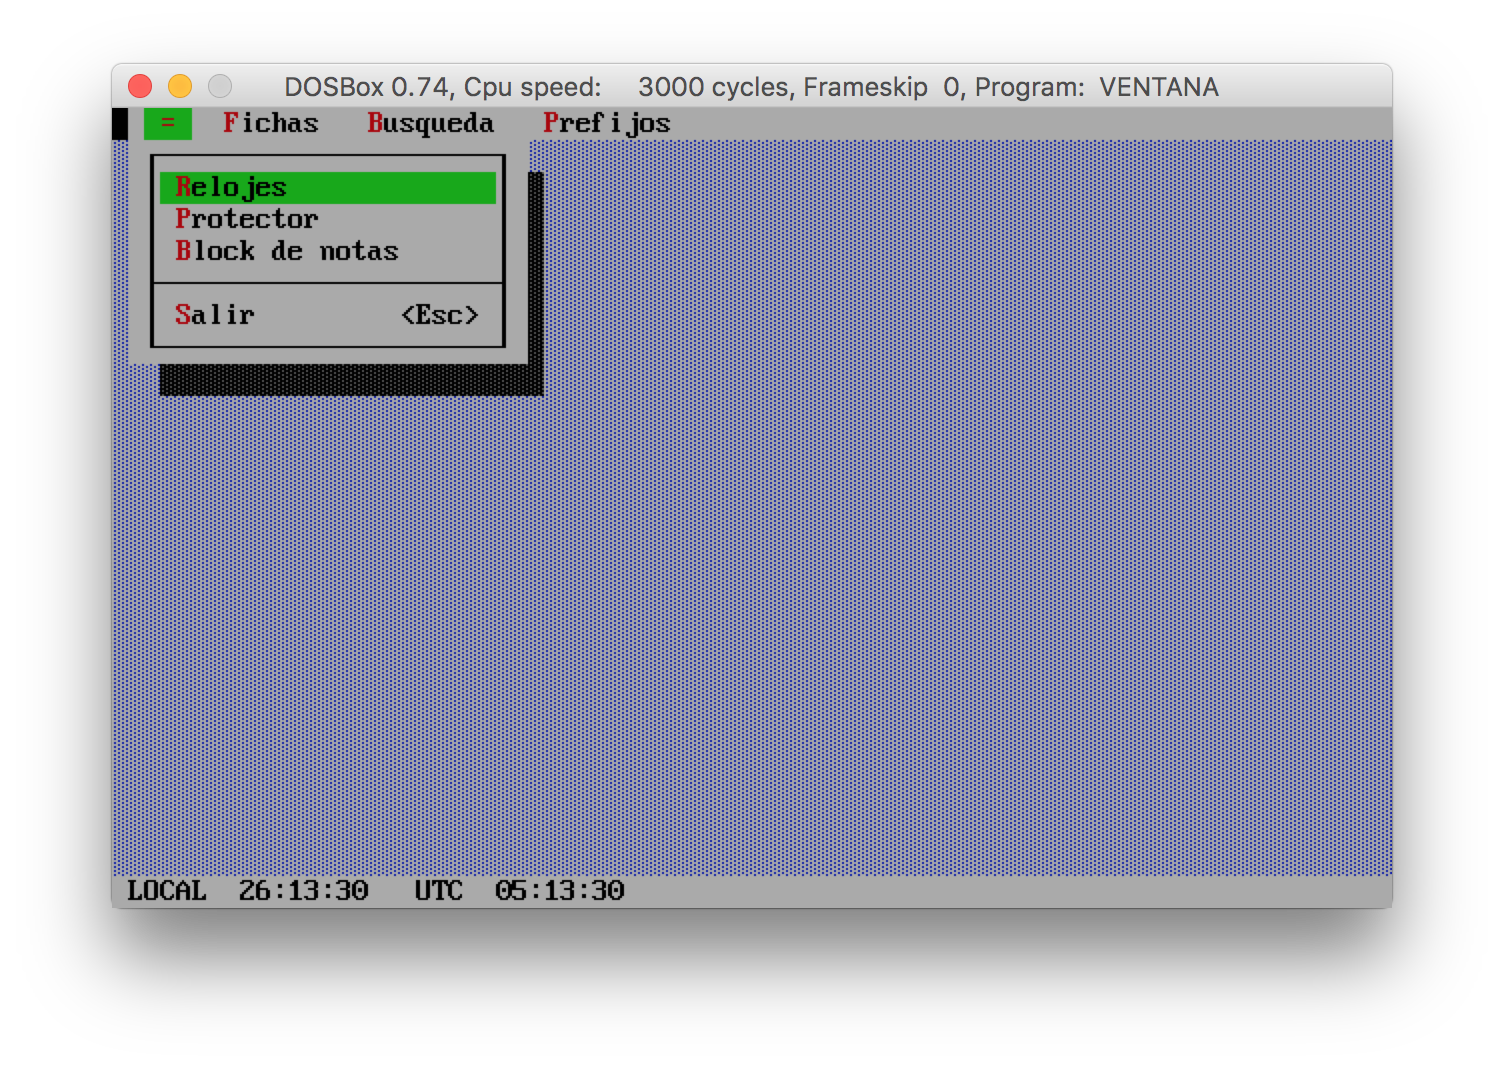 DOSBox 0.74, Cpu speed: 3000 cycles, Frameskip 0, Program: VENTANA
= Fichas Busqueda Prefijos
Relojes
Protector
Block de notas
Salir <Esc>
LOCAL 26:13:30 UTC 05:13:30